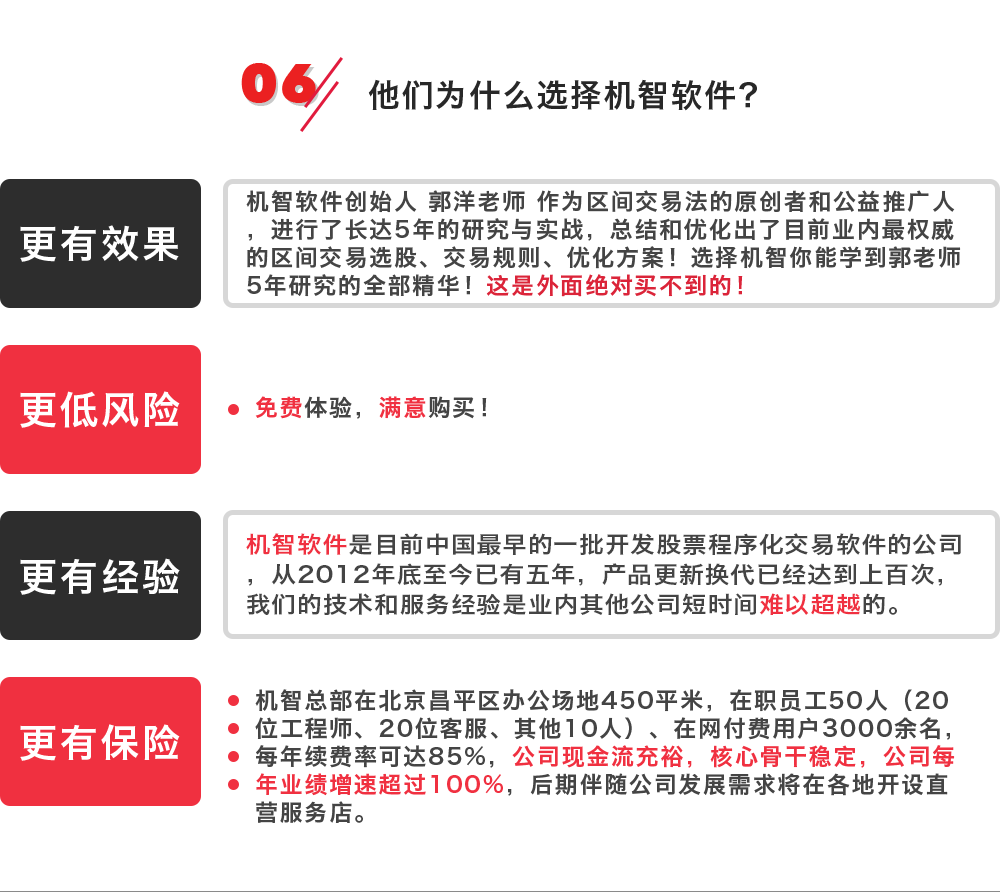 06
他们为什么选择机智软件?
更有效果
机智软件创始人 郭洋老师 作为区间交易法的原创者和公益推广人
，进行了长达5年的研究与实战，总结和优化出了目前业内最权威
的区间交易选股、交易规则、优化方案！选择机智你能学到郭老师
5年研究的全部精华！这是外面绝对买不到的！
更低风险
免费体验，满意购买！
更有经验
机智软件是目前中国最早的一批开发股票程序化交易软件的公司
，从2012年底至今已有五年，产品更新换代已经达到上百次，
我们的技术和服务经验是业内其他公司短时间难以超越的。
更有保险
机智总部在北京昌平区办公场地450平米，在职员工50人（20
位工程师、20位客服、其他10人）、在网付费用户3000余名，
每年续费率可达85%，公司现金流充裕，核心骨干稳定，公司每
年业绩增速超过100%，后期伴随公司发展需求将在各地开设直
营服务店。